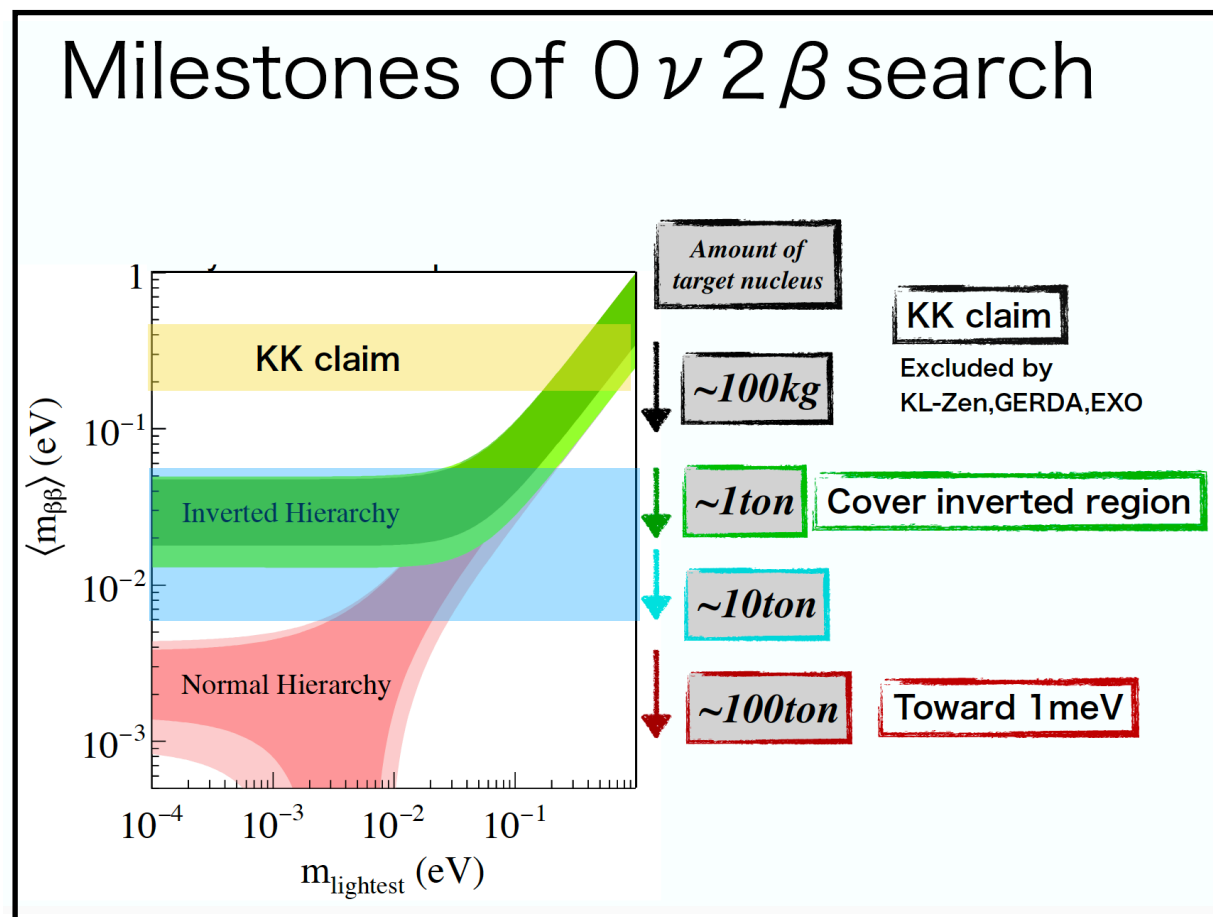 Milestones of 0ν2β search
Amount of
target nucleus
KK claim
Excluded by
KL-Zen,GERDA,EXO
~100kg
~1ton
Cover inverted region
~10ton
~100ton
Toward 1meV
⟨mββ⟩ (eV)
1
10⁻¹
10⁻²
10⁻³
KK claim
Inverted Hierarchy
Normal Hierarchy
10⁻⁴
10⁻³
10⁻²
10⁻¹
m_lightest (eV)